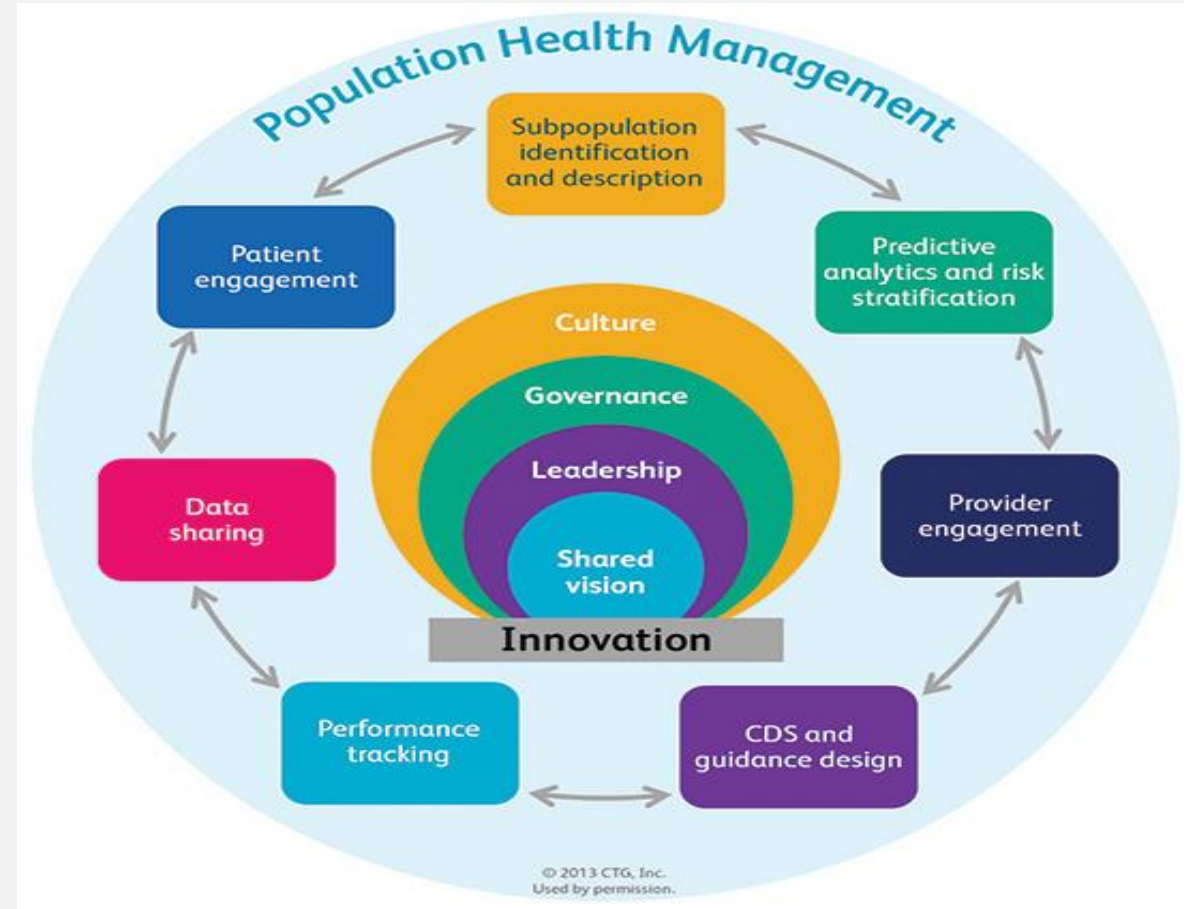 Population Health Management
Subpopulation
identification
and description
Patient
engagement
Predictive
analytics and risk
stratification
Culture
Governance
Leadership
Shared
vision
Innovation
Data
sharing
Provider
engagement
Performance
tracking
CDS and
guidance design
© 2013 CTG, Inc.
Used by permission.